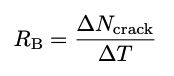 R_B = ΔN_crack / ΔT